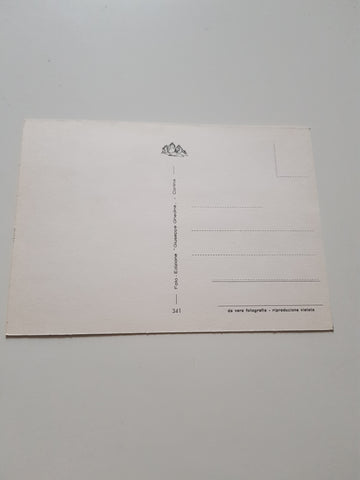 Foto - Edizione "Giuseppe Ghedina" - Cortina
341
da vera fotografia - riproduzione vietata